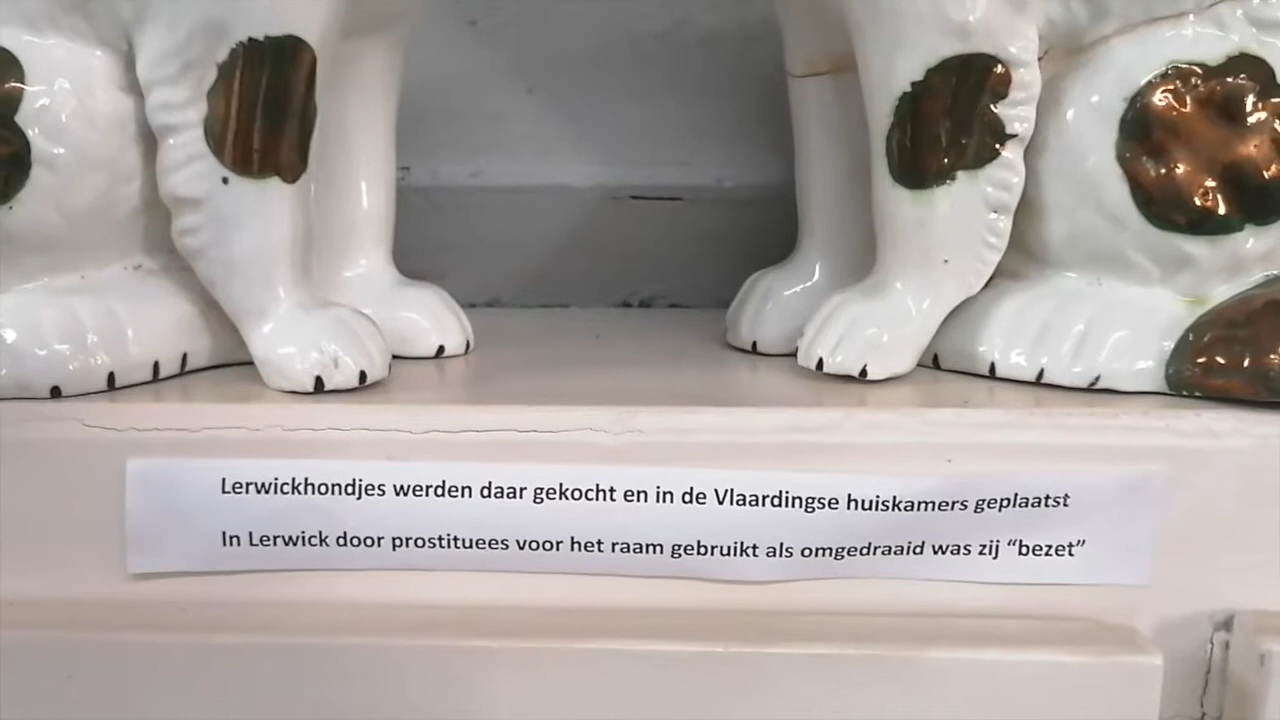 Lerwickhondjes werden daar gekocht en in de Vlaardingse huiskamers geplaatst
In Lerwick door prostituees voor het raam gebruikt als omgedraaid was zij “bezet”